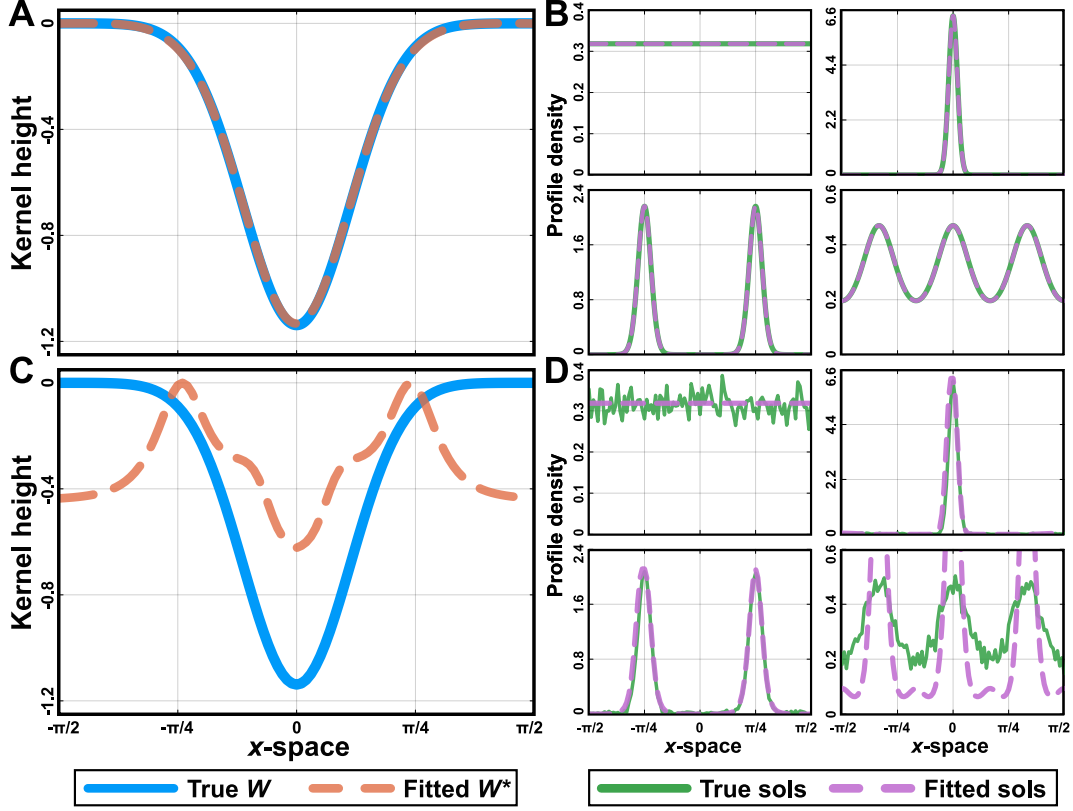 A
Kernel height
0
-0.4
-0.8
-1.2
B
Profile density
0.4
0.3
0.2
0.1
0
6.6
4.4
2.2
0
2.4
1.6
0.8
0
0.6
0.4
0.2
0
C
Kernel height
0
-0.4
-0.8
-1.2
-π/2
-π/4
0
π/4
π/2
x-space
D
Profile density
0.4
0.3
0.2
0.1
0
6.6
4.4
2.2
0
2.4
1.6
0.8
0
-π/2
-π/4
0
π/4
π/2
x-space
0.6
0.4
0.2
0
-π/2
-π/4
0
π/4
π/2
x-space
True W
Fitted W*
True sols
Fitted sols